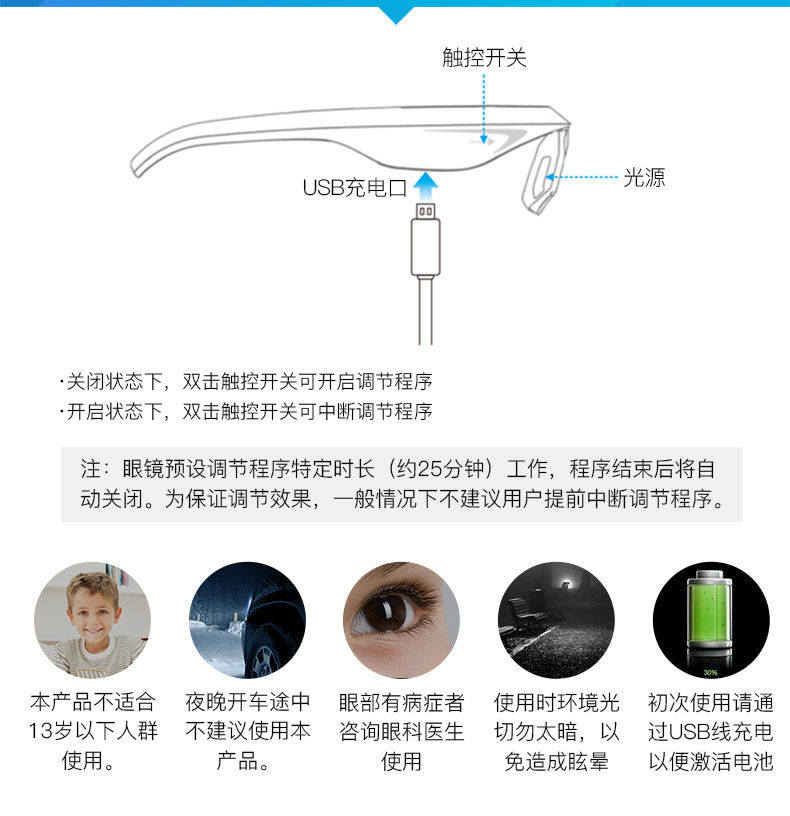 触控开关
USB充电口
光源
·关闭状态下，双击触控开关可开启调节程序
·开启状态下，双击触控开关可中断调节程序
注：眼镜预设调节程序特定时长（约25分钟）工作，程序结束后将自
动关闭。为保证调节效果，一般情况下不建议用户提前中断调节程序。
30%
本产品不适合
13岁以下人群
使用。
夜晚开车途中
不建议使用本
产品。
眼部有病症者
咨询眼科医生
使用
使用时环境光
切勿太暗，以
免造成眩晕
初次使用请通
过USB线充电
以便激活电池